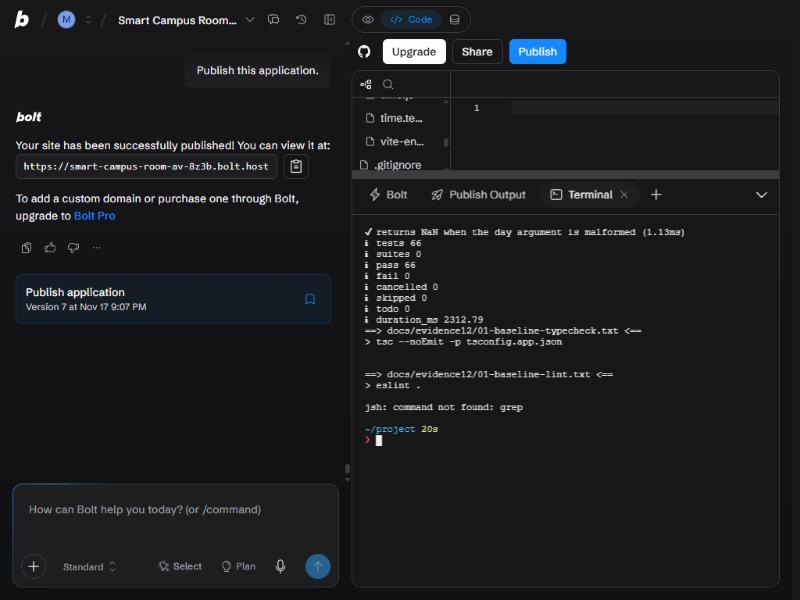 b / M / Smart Campus Room...
Code
Upgrade
Share
Publish
Publish this application.
bolt
Your site has been successfully published! You can view it at:
https://smart-campus-room-av-8z3b.bolt.host
To add a custom domain or purchase one through Bolt,
upgrade to Bolt Pro
...
Publish application
Version 7 at Nov 17 9:07 PM
How can Bolt help you today? (or /command)
+ Standard Select Plan
time.te...
vite-en...
.gitignore
1
Bolt Publish Output Terminal × +
✓ returns NaN when the day argument is malformed (1.13ms)
ℹ tests 66
ℹ suites 0
ℹ pass 66
ℹ fail 0
ℹ cancelled 0
ℹ skipped 0
ℹ todo 0
ℹ duration_ms 2312.79
==> docs/evidence12/01-baseline-typecheck.txt <==
> tsc --noEmit -p tsconfig.app.json
==> docs/evidence12/01-baseline-lint.txt <==
> eslint .
jsh: command not found: grep
~/project 20s
❯